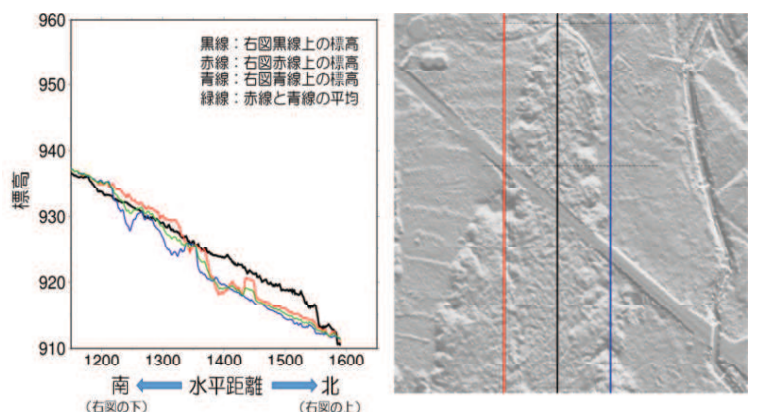 960
950
940
930
920
910
標高
黒線：右図黒線上の標高
赤線：右図赤線上の標高
青線：右図青線上の標高
緑線：赤線と青線の平均
1200 1300 1400 1500 1600
南 水平距離 北
（右図の下） （右図の上）